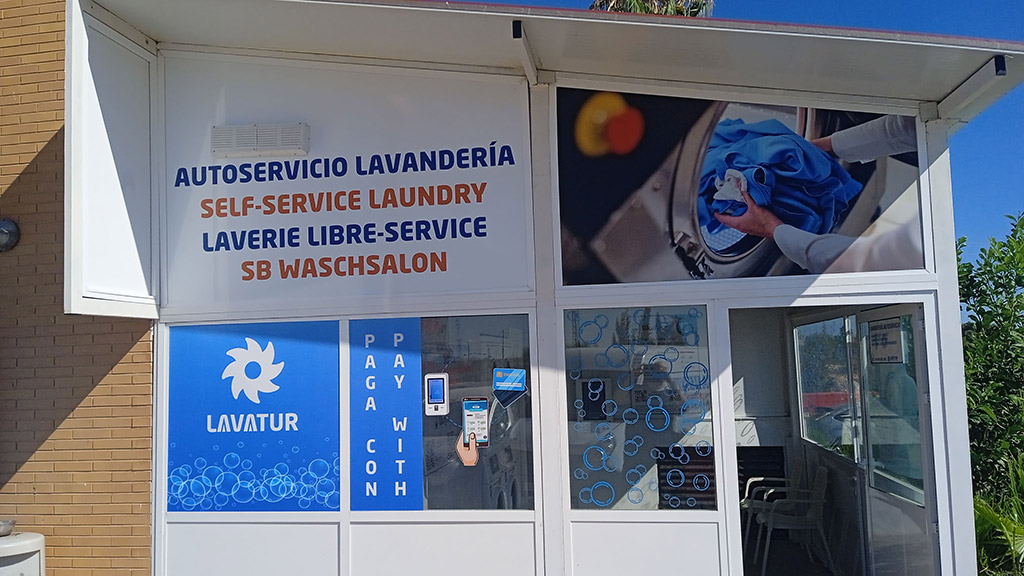 AUTOSERVICIO LAVANDERÍA
SELF-SERVICE LAUNDRY
LAVERIE LIBRE-SERVICE
SB WASCHSALON
LAVATUR
PAGA CON
PAY WITH